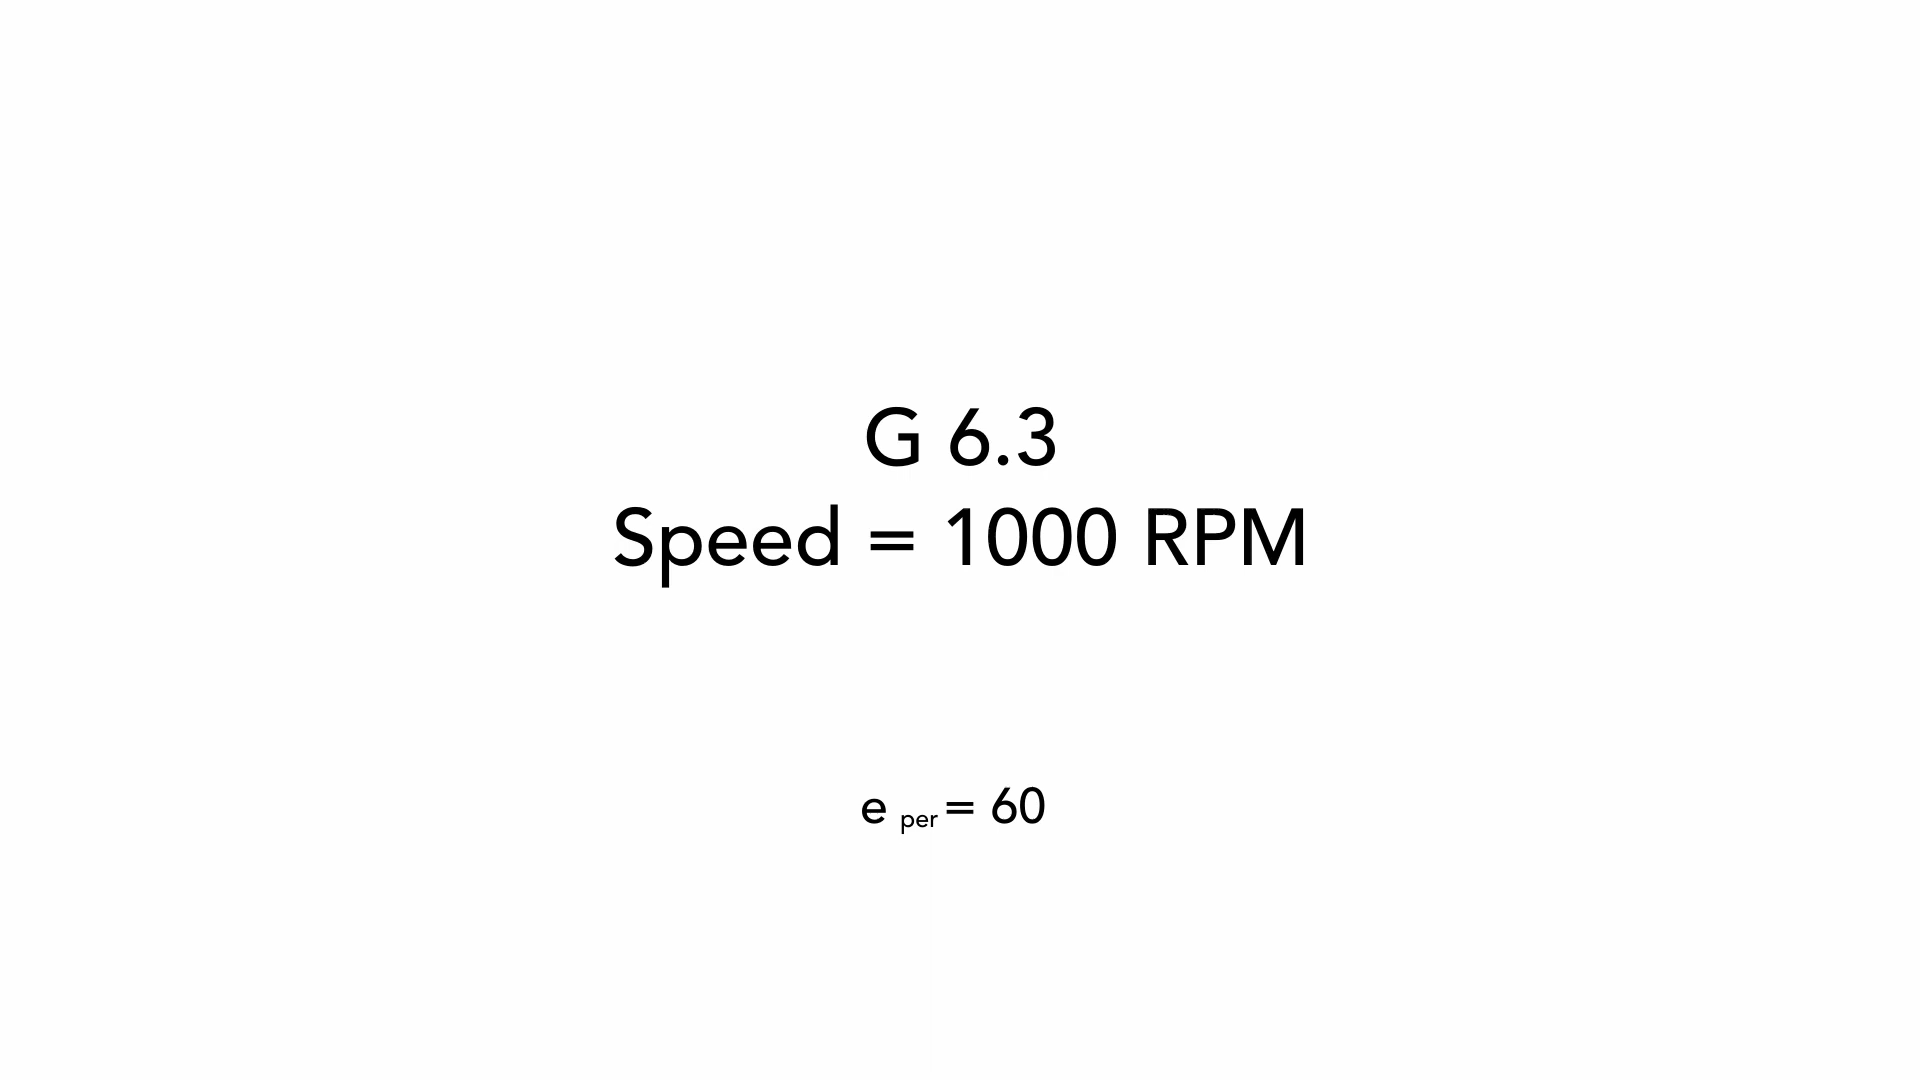 G 6.3
Speed = 1000 RPM
e per = 60